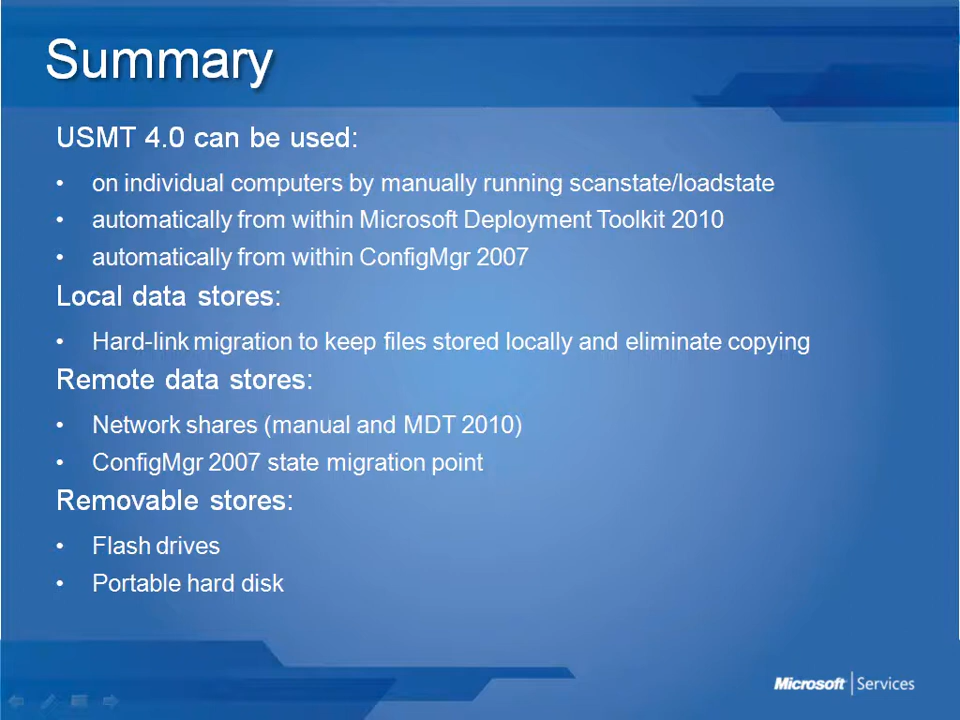 Summary
USMT 4.0 can be used:
• on individual computers by manually running scanstate/loadstate
• automatically from within Microsoft Deployment Toolkit 2010
• automatically from within ConfigMgr 2007
Local data stores:
• Hard-link migration to keep files stored locally and eliminate copying
Remote data stores:
• Network shares (manual and MDT 2010)
• ConfigMgr 2007 state migration point
Removable stores:
• Flash drives
• Portable hard disk
Microsoft | Services